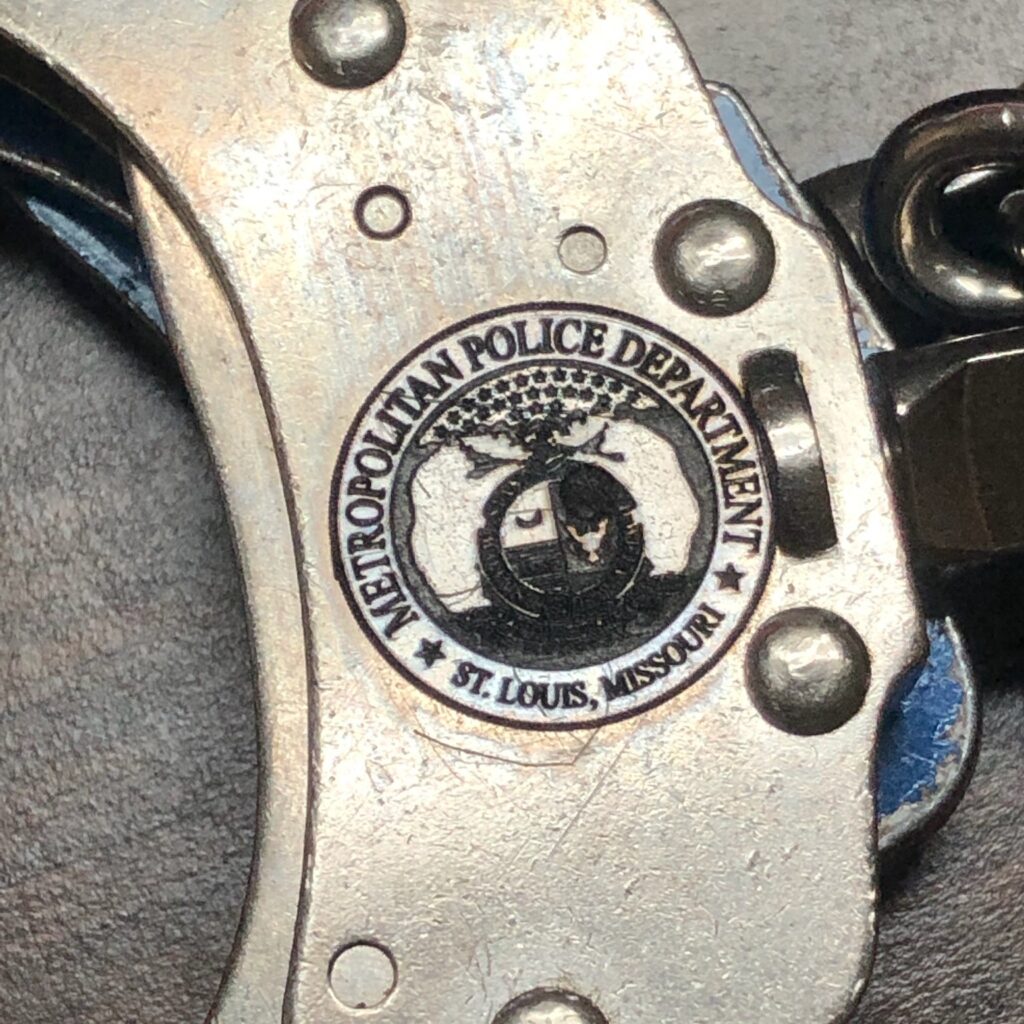 METROPOLITAN POLICE DEPARTMENT
★ ST. LOUIS, MISSOURI ★